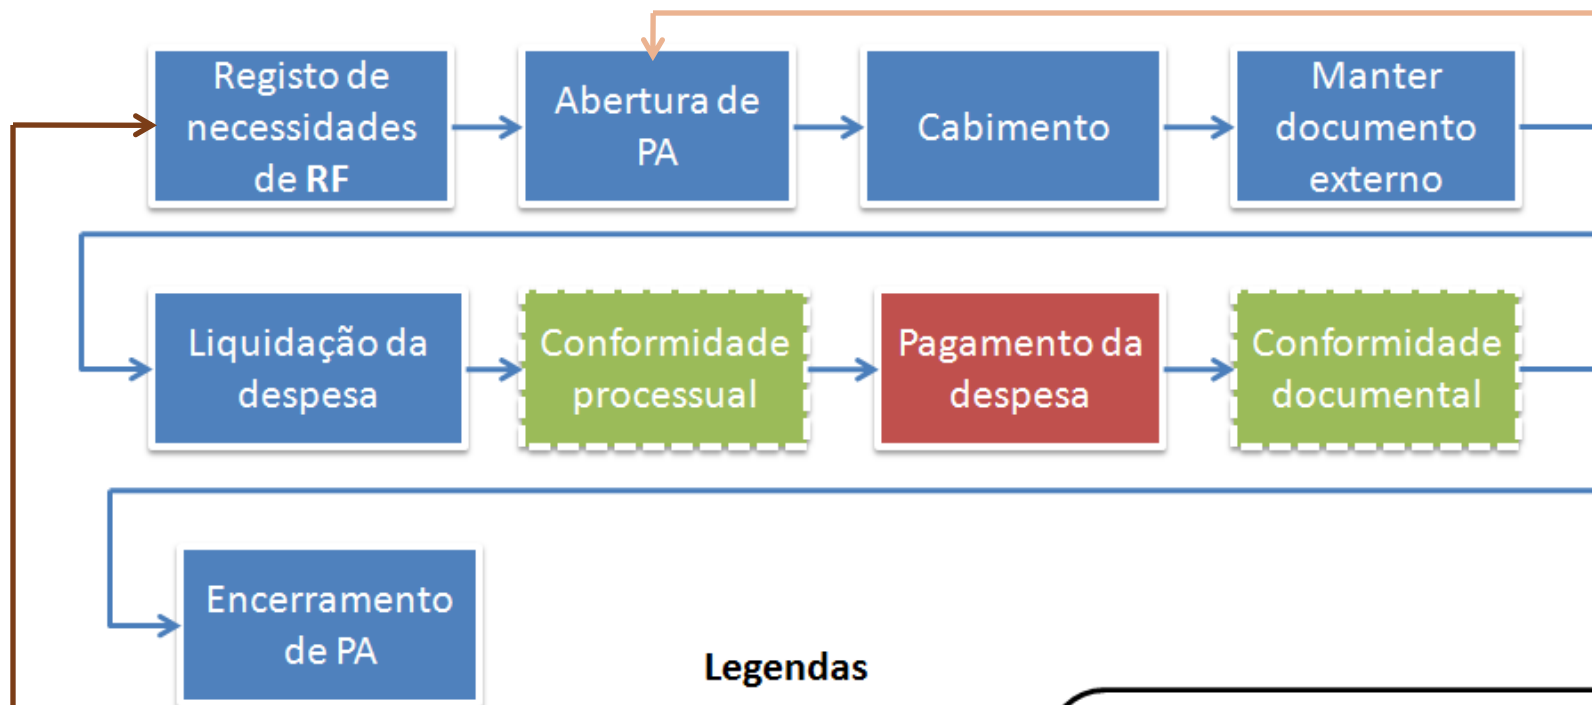 Registo de
necessidades
de RF
Abertura de
PA
Cabimento
Manter
documento
externo
Liquidação da
despesa
Conformidade
processual
Pagamento da
despesa
Conformidade
documental
Encerramento
de PA
Legendas